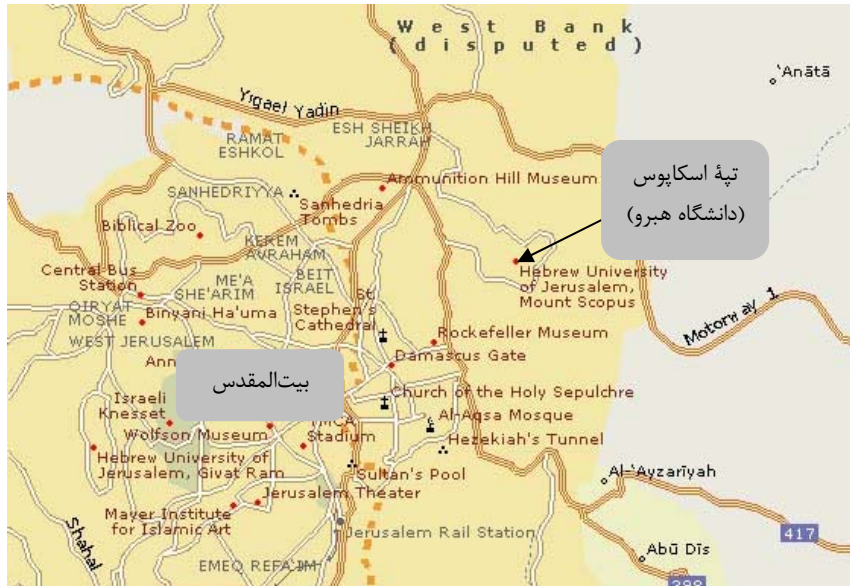 West Bank
(disputed)
'Anātā
Yigael Yadin
ESH SHEIKH
JARRAH
RAMAT
ESHKOL
تپهٔ اسکاپوس
(دانشگاه هبرو)
SANHEDRIYYA
Ammunition Hill Museum
Sanhedria
Tombs
Biblical Zoo
KEREM
AVRAHAM
Central Bus
Station
ME'A
SHE'ARIM
BEIT
ISRAEL
Hebrew University
of Jerusalem,
Mount Scopus
QIRYAT
MOSHE
Binyani Ha'uma
St
Stephen's
Cathedral
Motorway 1
WEST JERUSALEM
Rockefeller Museum
Ann
Damascus Gate
بیت‌المقدس
Israeli
Knesset
Church of the Holy Sepulchre
Al-Aqsa Mosque
Wolfson Museum
YMCA
Stadium
Hezekiah's Tunnel
Hebrew University of
Jerusalem, Givat Ram
Sultan's Pool
Al-'Ayzarīyah
Jerusalem Theater
Mayer Institute
for Islamic Art
Shahal
Jerusalem Rail Station
417
Abū Dīs
EMEQ REFA'IM
398